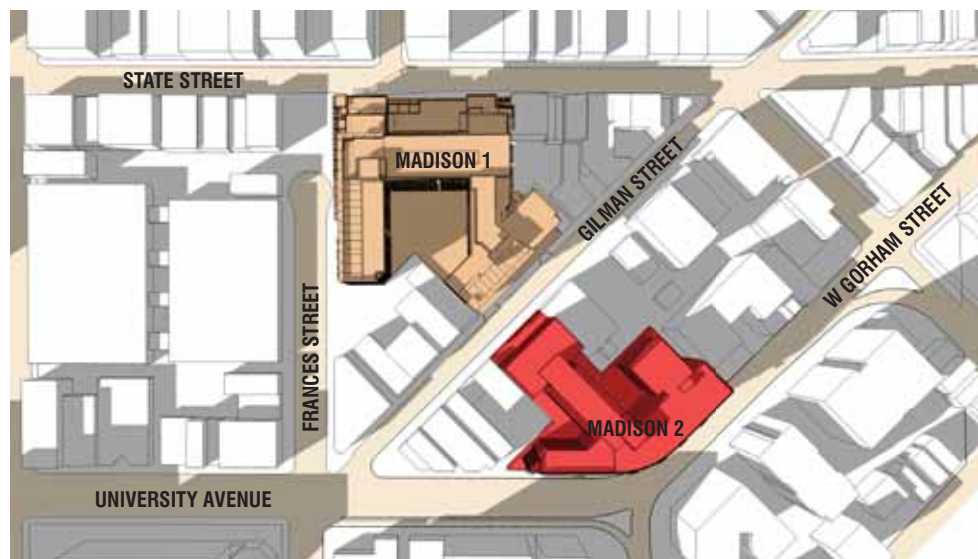 STATE STREET
MADISON 1
GILMAN STREET
W GORHAM STREET
FRANCES STREET
MADISON 2
UNIVERSITY AVENUE